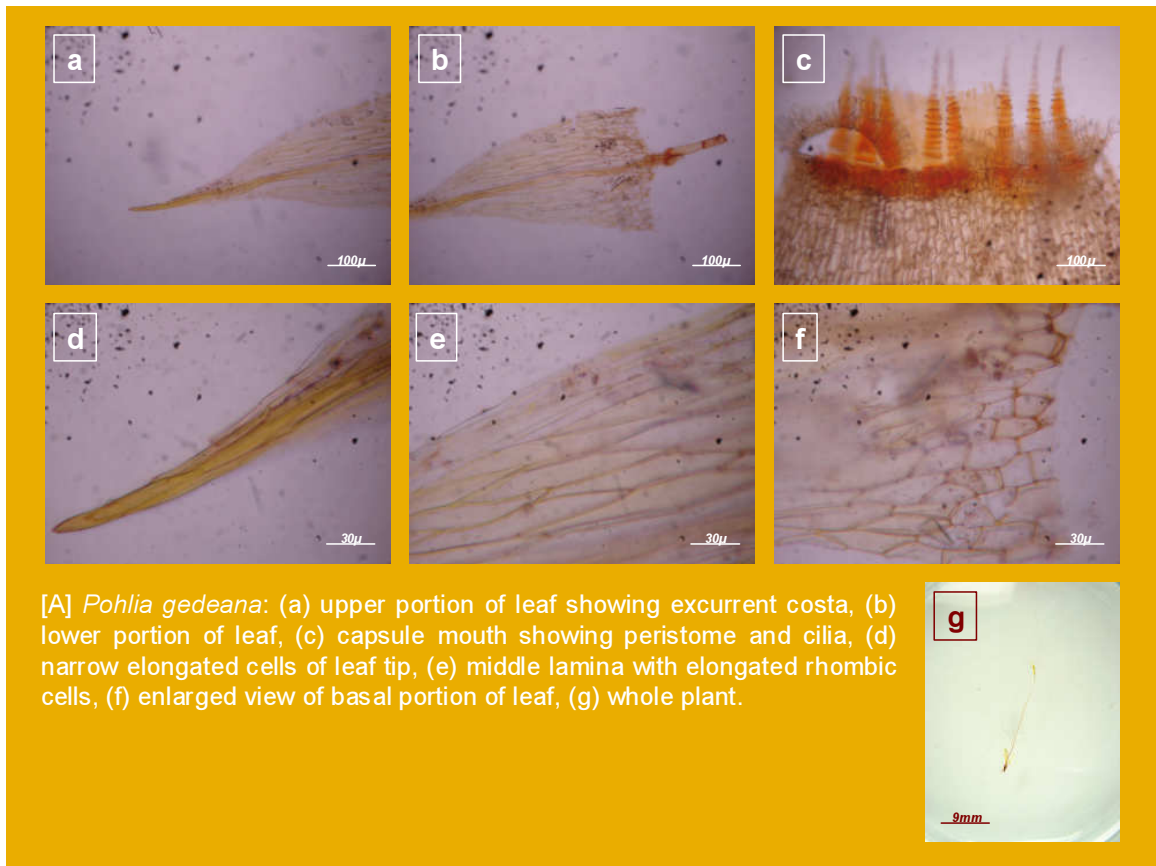 a
b
c
100μ
100μ
100μ
d
e
f
30μ
30μ
30μ
[A] Pohlia gedeana: (a) upper portion of leaf showing excurrent costa, (b)
lower portion of leaf, (c) capsule mouth showing peristome and cilia, (d)
narrow elongated cells of leaf tip, (e) middle lamina with elongated rhombic
cells, (f) enlarged view of basal portion of leaf, (g) whole plant.
g
9mm